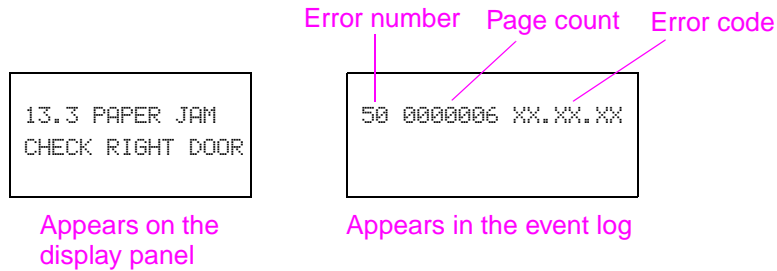 Error number
Page count
Error code
13.3 PAPER JAM
CHECK RIGHT DOOR
50 0000006 XX.XX.XX
Appears on the
display panel
Appears in the event log